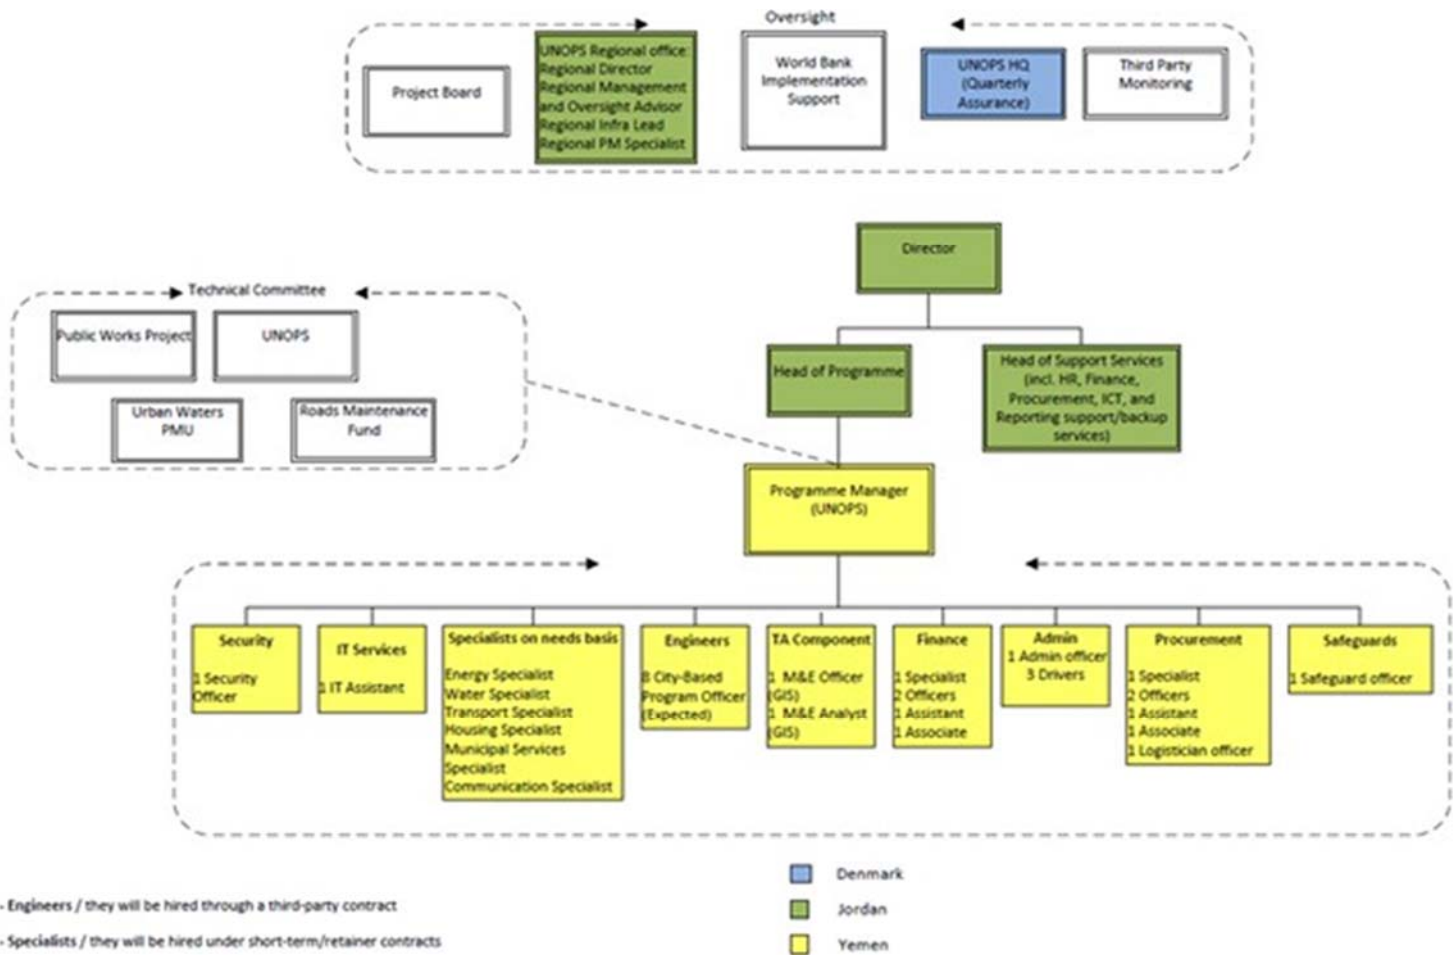 Oversight
Project Board
UNOPS Regional office:
Regional Director
Regional Management
and Oversight Advisor
Regional Infra Lead
Regional PM Specialist
World Bank
Implementation
Support
UNOPS HQ
(Quarterly
Assurance)
Third Party
Monitoring
Director
Technical Committee
Public Works Project
UNOPS
Urban Waters
PMU
Roads Maintenance
Fund
Head of Programme
Head of Support Services
(incl. HR, Finance,
Procurement, ICT, and
Reporting support/backup
services)
Programme Manager
(UNOPS)
Security
1 Security
Officer
IT Services
1 IT Assistant
Specialists on needs basis
Energy Specialist
Water Specialist
Transport Specialist
Housing Specialist
Municipal Services
Specialist
Communication Specialist
Engineers
8 City-Based
Program Officer
(Expected)
TA Component
1 M&E Officer
(GIS)
1 M&E Analyst
(GIS)
Finance
1 Specialist
2 Officers
1 Assistant
1 Associate
Admin
1 Admin officer
3 Drivers
Procurement
1 Specialist
2 Officers
1 Assistant
1 Associate
1 Logistician officer
Safeguards
1 Safeguard officer
Denmark
Jordan
Yemen
- Engineers / they will be hired through a third-party contract
- Specialists / they will be hired under short-term/retainer contracts